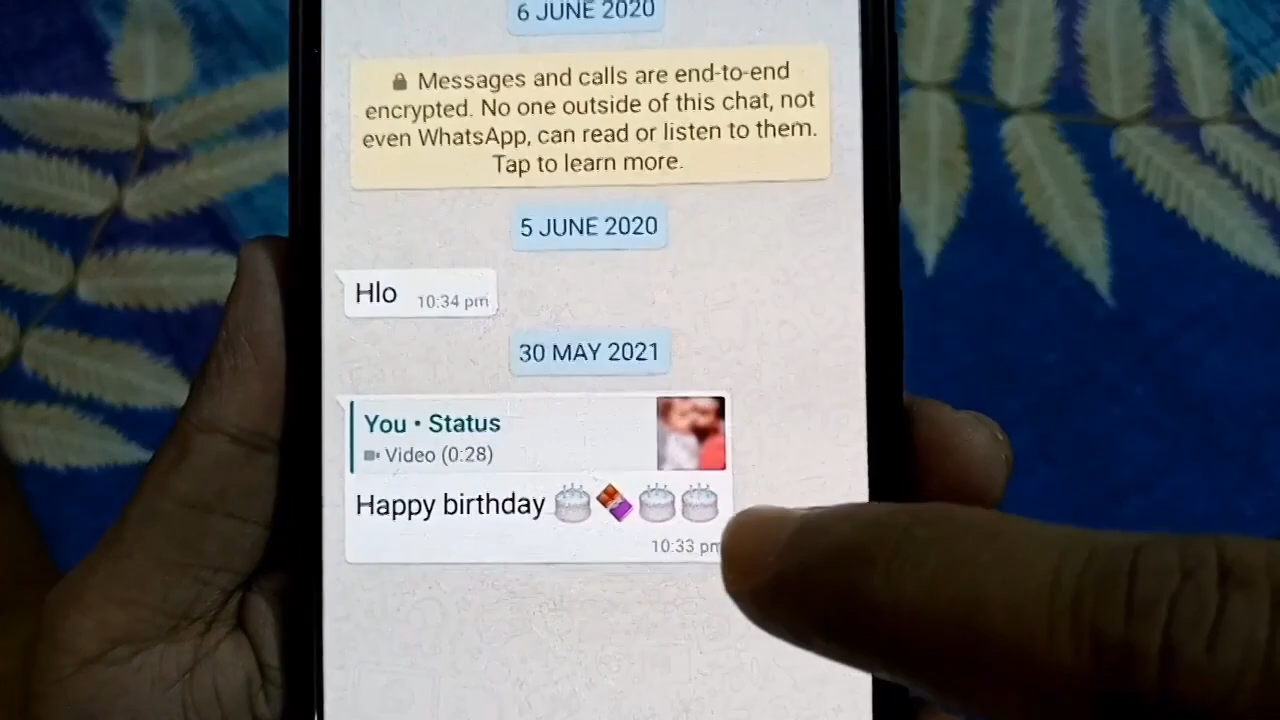 6 JUNE 2020
Messages and calls are end-to-end
encrypted. No one outside of this chat, not
even WhatsApp, can read or listen to them.
Tap to learn more.
5 JUNE 2020
Hlo 10:34 pm
30 MAY 2021
You • Status
Video (0:28)
Happy birthday 🎂🍫🎂🎂
10:33 pm